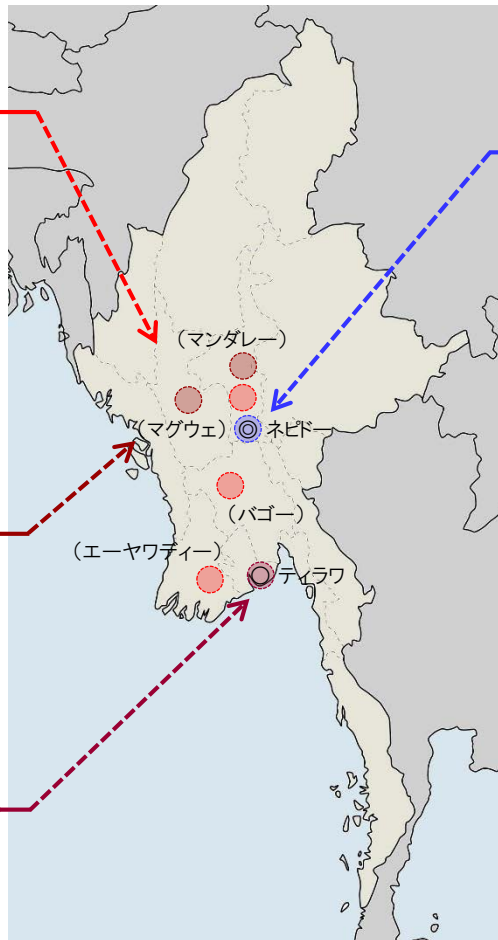 （マンダレー）
（マグウェ）
ネピドー
（バゴー）
（エーヤワディー）
ティラワ